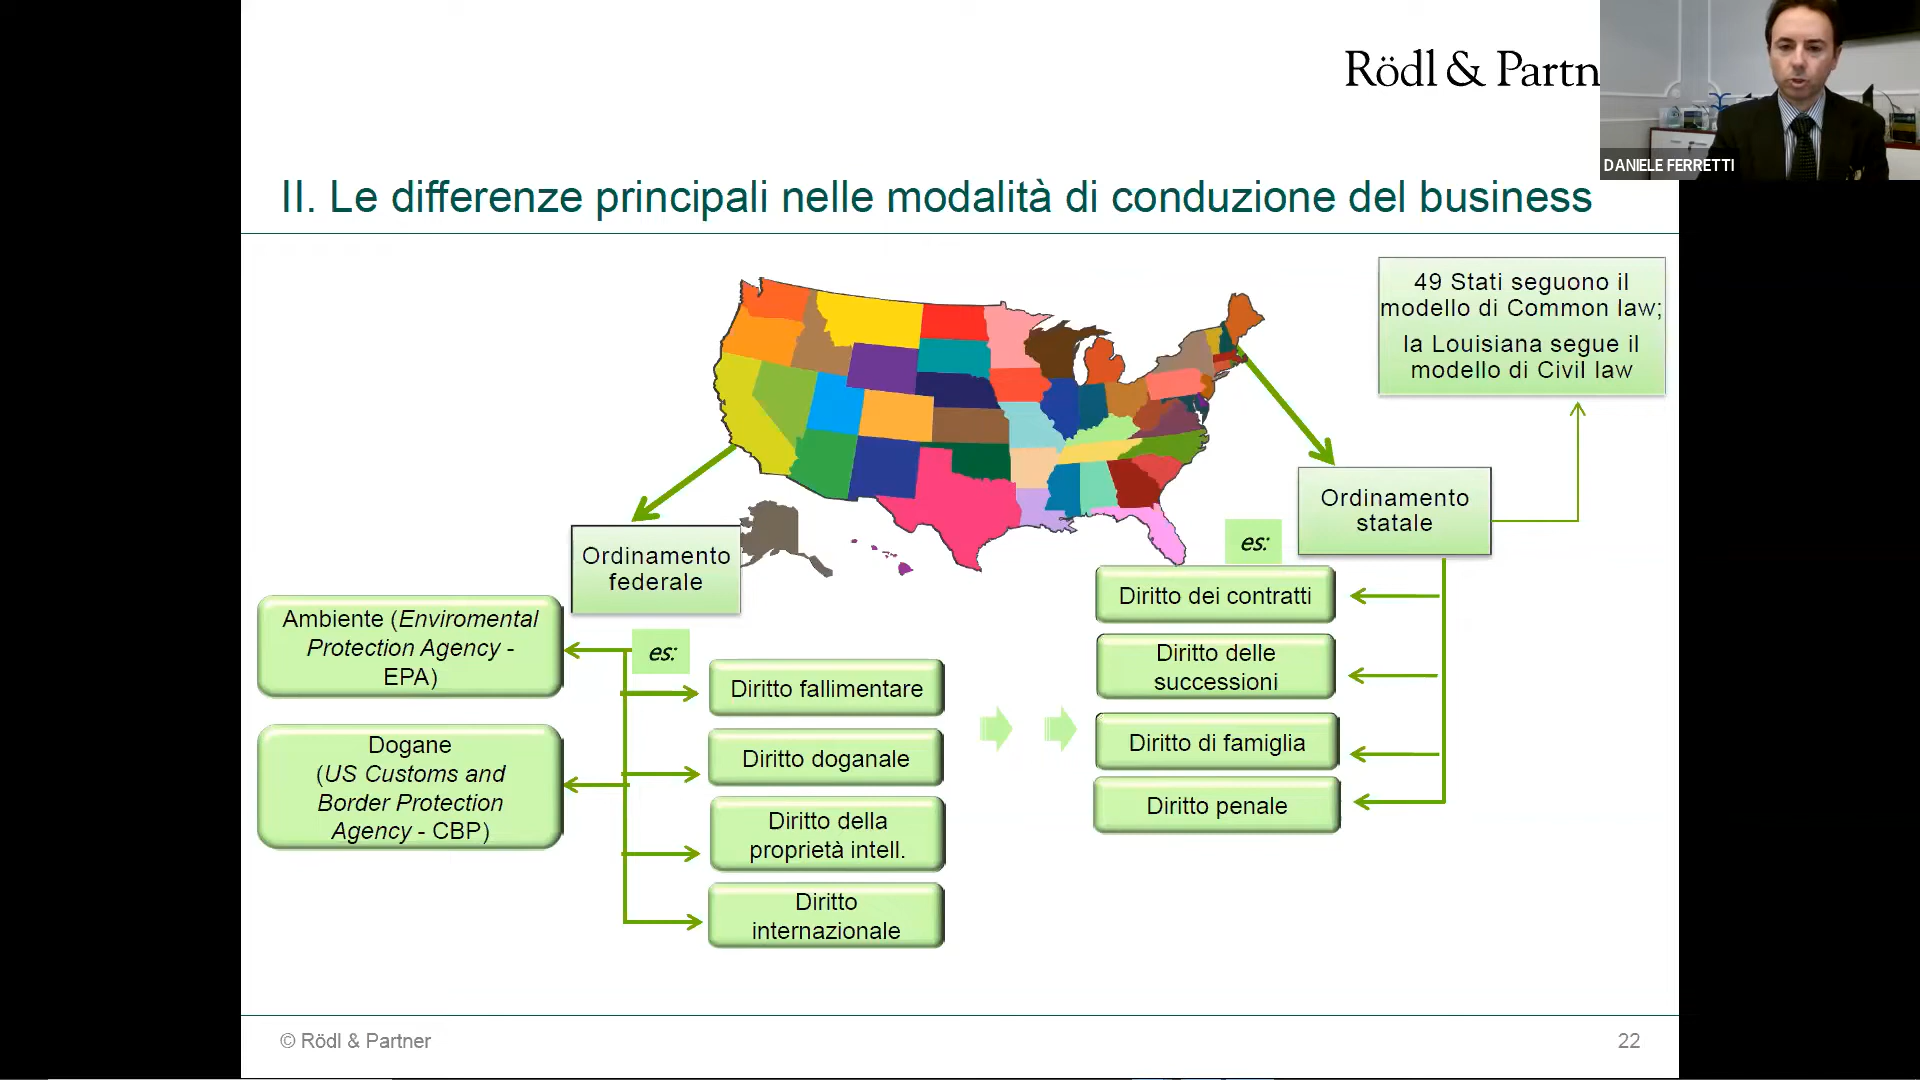 Rödl & Partn
DANIELE FERRETTI
II. Le differenze principali nelle modalità di conduzione del business
49 Stati seguono il
modello di Common law;
la Louisiana segue il
modello di Civil law
Ordinamento
statale
es:
Diritto dei contratti
Diritto delle
successioni
Diritto di famiglia
Diritto penale
Ordinamento
federale
es:
Ambiente (Enviromental
Protection Agency -
EPA)
Dogane
(US Customs and
Border Protection
Agency - CBP)
Diritto fallimentare
Diritto doganale
Diritto della
proprietà intell.
Diritto
internazionale
© Rödl & Partner
22